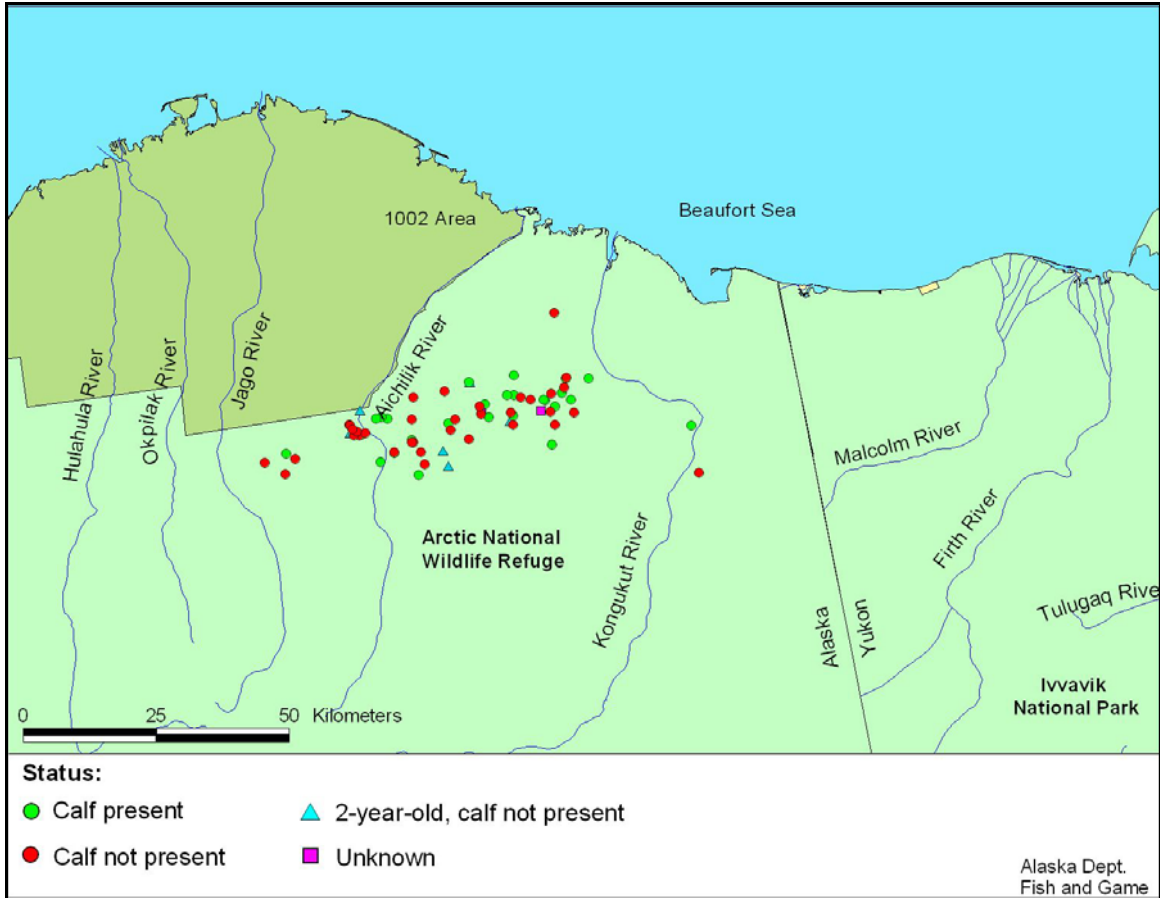 Beaufort Sea
1002 Area
Hulahula River
Okpilak River
Jago River
Aichilik River
Kongukut River
Malcolm River
Firth River
Tulugaq Rive
Arctic National
Wildlife Refuge
Alaska
Yukon
Ivvavik
National Park
0 25 50 Kilometers
Status:
Calf present
2-year-old, calf not present
Calf not present
Unknown
Alaska Dept.
Fish and Game